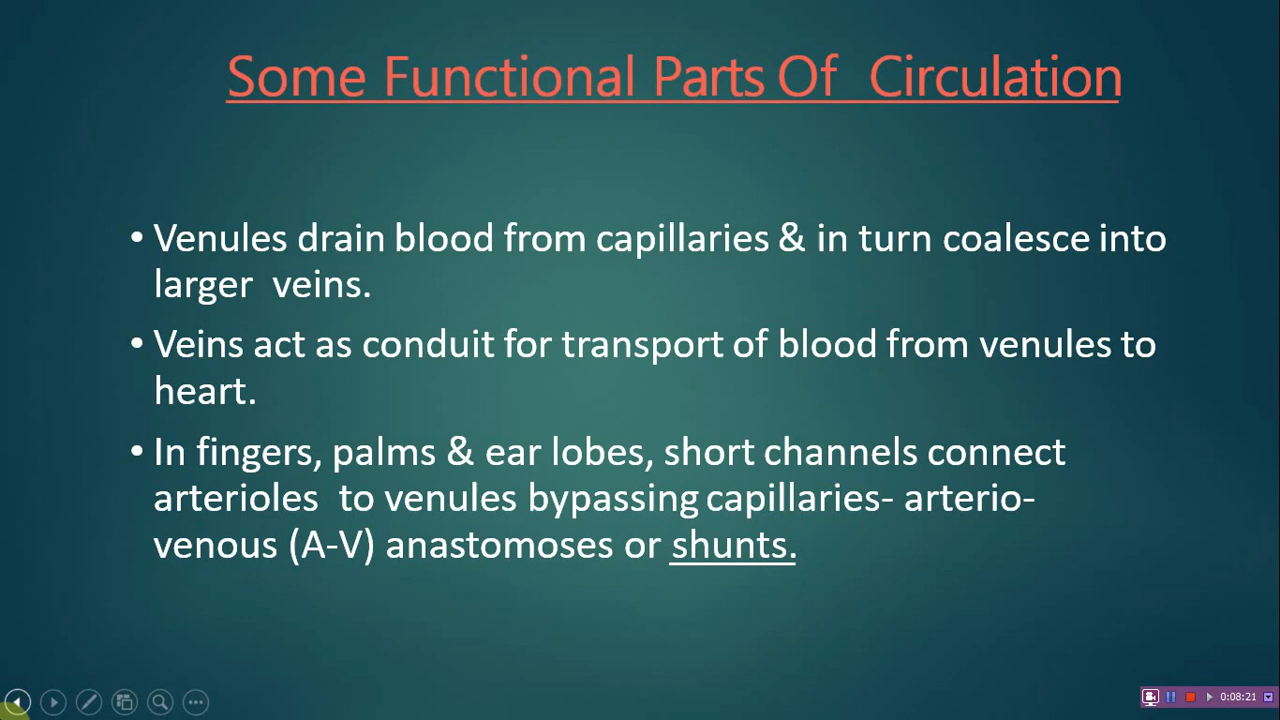 Some Functional Parts Of Circulation
• Venules drain blood from capillaries & in turn coalesce into
larger veins.
• Veins act as conduit for transport of blood from venules to
heart.
• In fingers, palms & ear lobes, short channels connect
arterioles to venules bypassing capillaries- arterio-
venous (A-V) anastomoses or shunts.
0:08:21